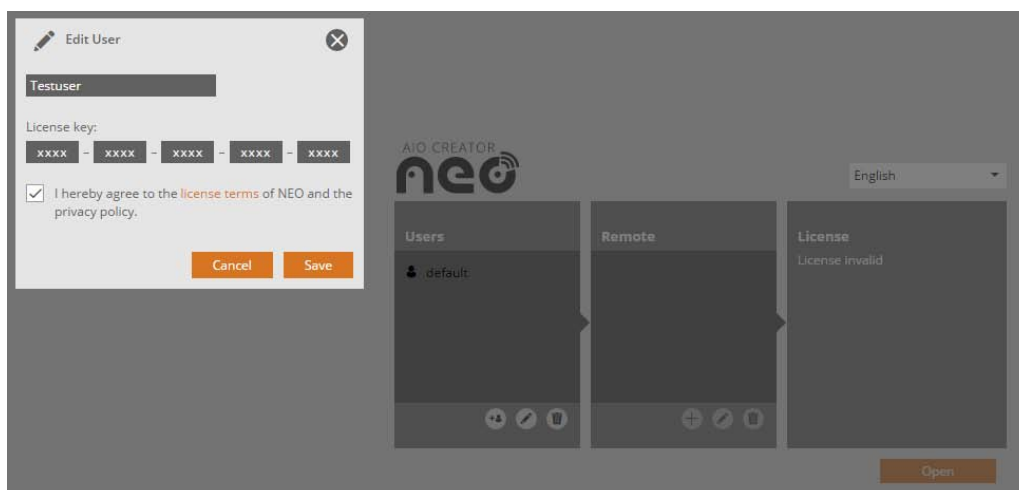 Edit User
Testuser
License key:
xxxx – xxxx – xxxx – xxxx – xxxx
I hereby agree to the license terms of NEO and the
privacy policy.
Cancel Save
AIO CREATOR
neo
English
Users Remote License
default License invalid
Open